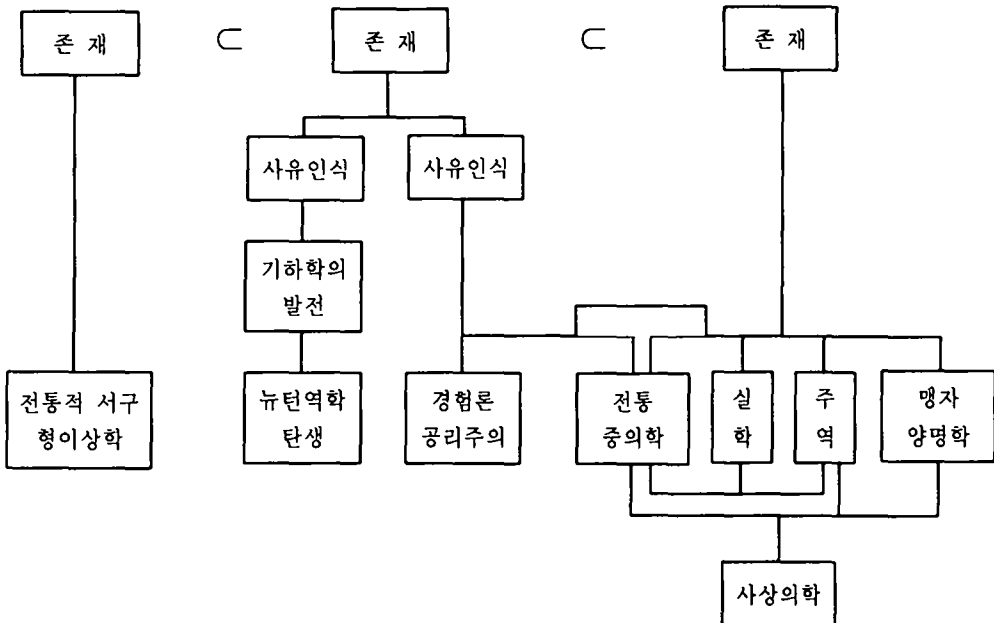 존 재
⊂
존 재
⊂
존 재
사유인식
사유인식
기하학의
발전
전통적 서구
형이상학
뉴턴역학
탄생
경험론
공리주의
전통
중의학
실
학
주
역
맹자
양명학
사상의학